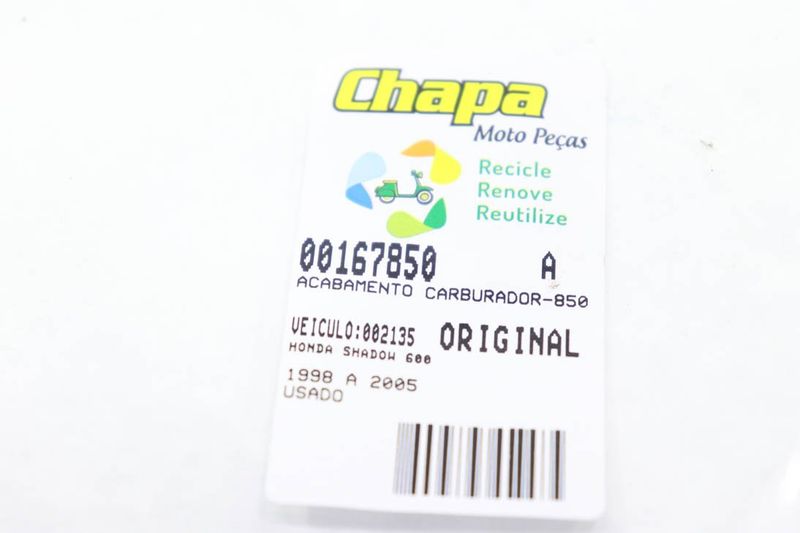 Chapa
Moto Peças
Recicle
Renove
Reutilize
00167850 A
ACABAMENTO CARBURADOR-850
VEICULO:002135 ORIGINAL
HONDA SHADOW 600
1998 A 2005
USADO